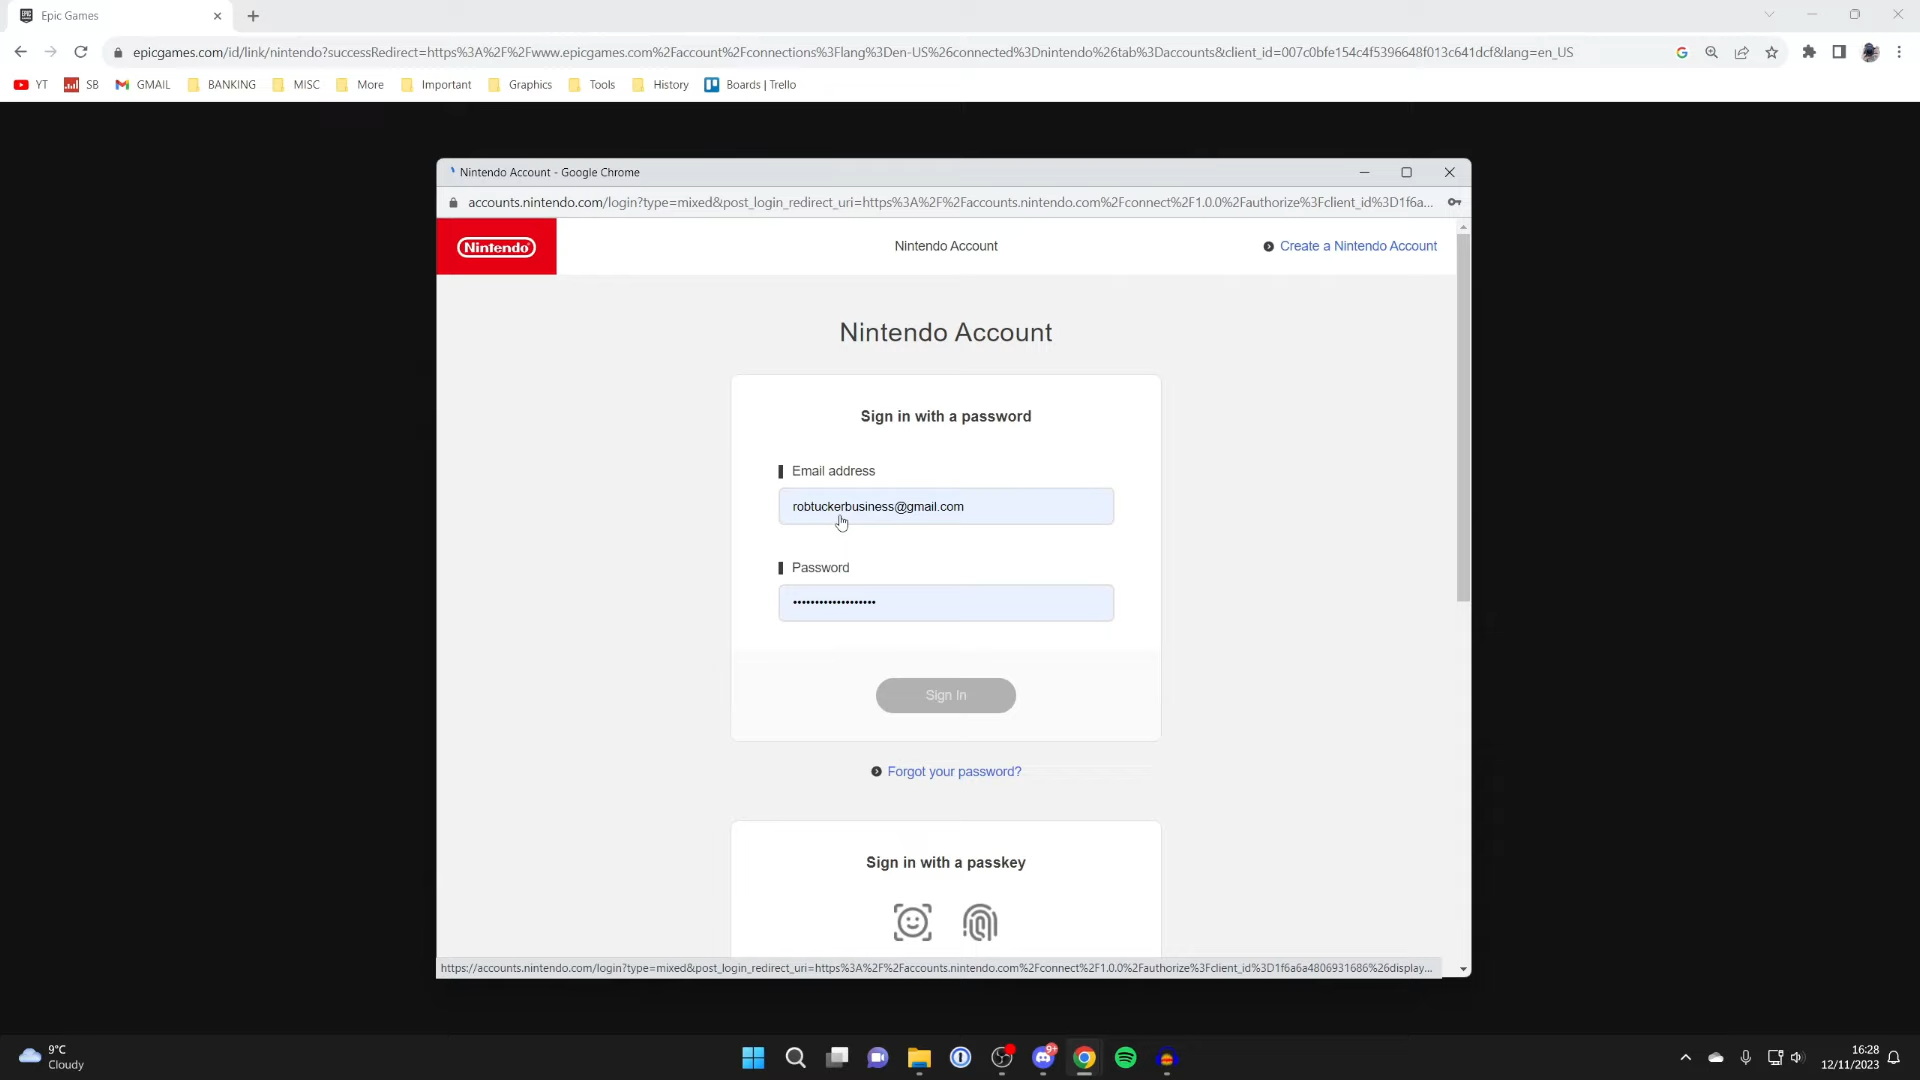 Epic Games
epicgames.com/id/link/nintendo?successRedirect=https%3A%2F%2Fwww.epicgames.com%2Faccount%2Fconnections%3Flang%3Den-US%26connected%3Dnintendo%26tab%3Daccounts&client_id=007c0bfe154c4f5396648f013c641dcf&lang=en_US
YT SB GMAIL BANKING MISC More Important Graphics Tools History Boards | Trello
Nintendo Account - Google Chrome
accounts.nintendo.com/login?type=mixed&post_login_redirect_uri=https%3A%2F%2Faccounts.nintendo.com%2Fconnect%2F1.0.0%2Fauthorize%3Fclient_id%3D1f6a...
Nintendo
Nintendo Account
Create a Nintendo Account
Nintendo Account
Sign in with a password
Email address
robtuckerbusiness@gmail.com
Password
Sign In
Forgot your password?
Sign in with a passkey
https://accounts.nintendo.com/login?type=mixed&post_login_redirect_uri=https%3A%2F%2Faccounts.nintendo.com%2Fconnect%2F1.0.0%2Fauthorize%3Fclient_id%3D1f6a6a4806931686%26display...
9°C
Cloudy
9+
16:28
12/11/2023